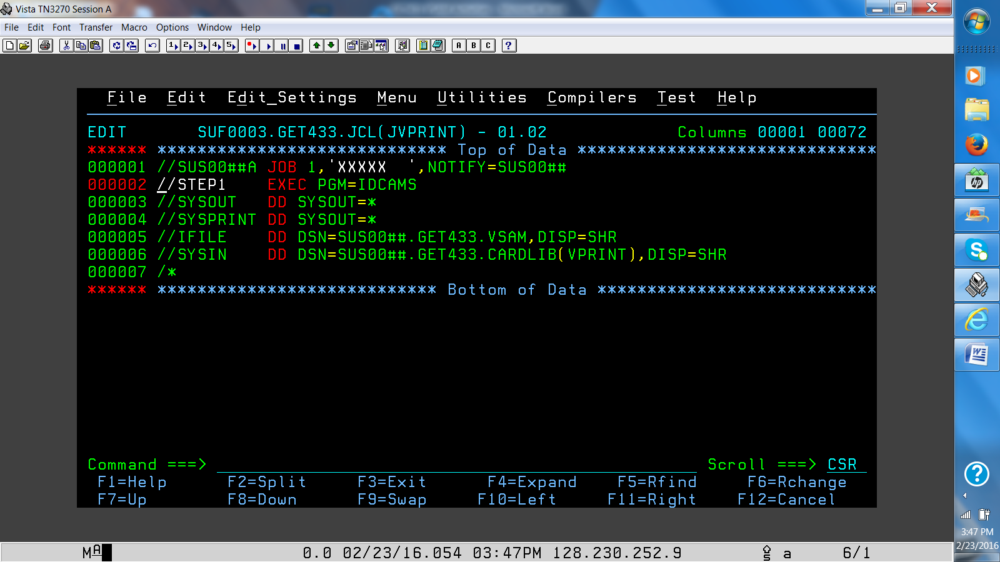 Vista TN3270 Session A
File Edit Font Transfer Macro Options Window Help
1 2 3 4 5 A B C ?
File Edit Edit_Settings Menu Utilities Compilers Test Help
EDIT SUF0003.GET433.JCL(JVPRINT) - 01.02 Columns 00001 00072
****** ***************************** Top of Data ******************************
000001 //SUS00##A JOB 1,'XXXXX  ',NOTIFY=SUS00##
000002 //STEP1    EXEC PGM=IDCAMS
000003 //SYSOUT   DD SYSOUT=*
000004 //SYSPRINT DD SYSOUT=*
000005 //IFILE    DD DSN=SUS00##.GET433.VSAM,DISP=SHR
000006 //SYSIN    DD DSN=SUS00##.GET433.CARDLIB(VPRINT),DISP=SHR
000007 /*
****** **************************** Bottom of Data ****************************
Command ===> Scroll ===> CSR
F1=Help F2=Split F3=Exit F4=Expand F5=Rfind F6=Rchange
F7=Up F8=Down F9=Swap F10=Left F11=Right F12=Cancel
MA 0.0 02/23/16.054 03:47PM 128.230.252.9 s a 6/1
hp
S
e
W
?
3:47 PM
2/23/2016